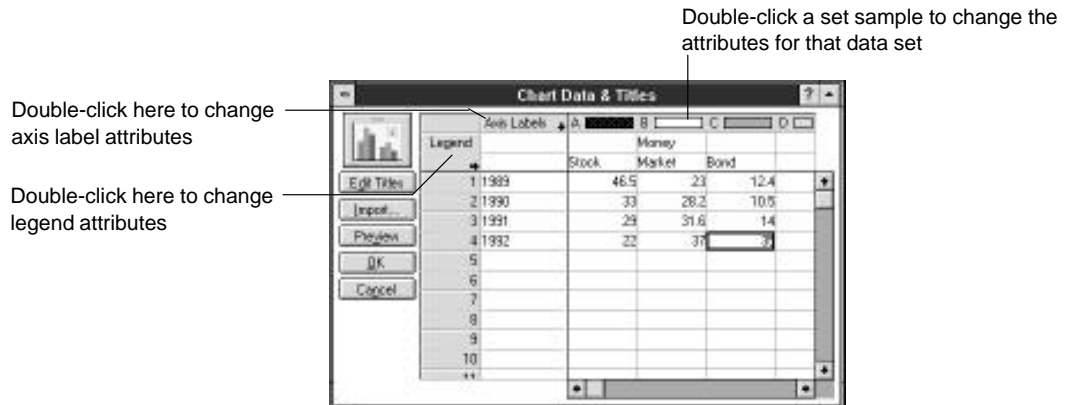 Double-click a set sample to change the
attributes for that data set
Double-click here to change
axis label attributes
Double-click here to change
legend attributes
Chart Data & Titles ?
Axis Labels A B C D
Legend Money
Stock Market Bond
Edit Titles
Import...
Preview
OK
Cancel
1 1989 46.5 23 12.4
2 1990 33 28.2 10.5
3 1991 29 31.6 14
4 1992 22 37
5
6
7
8
9
10
11